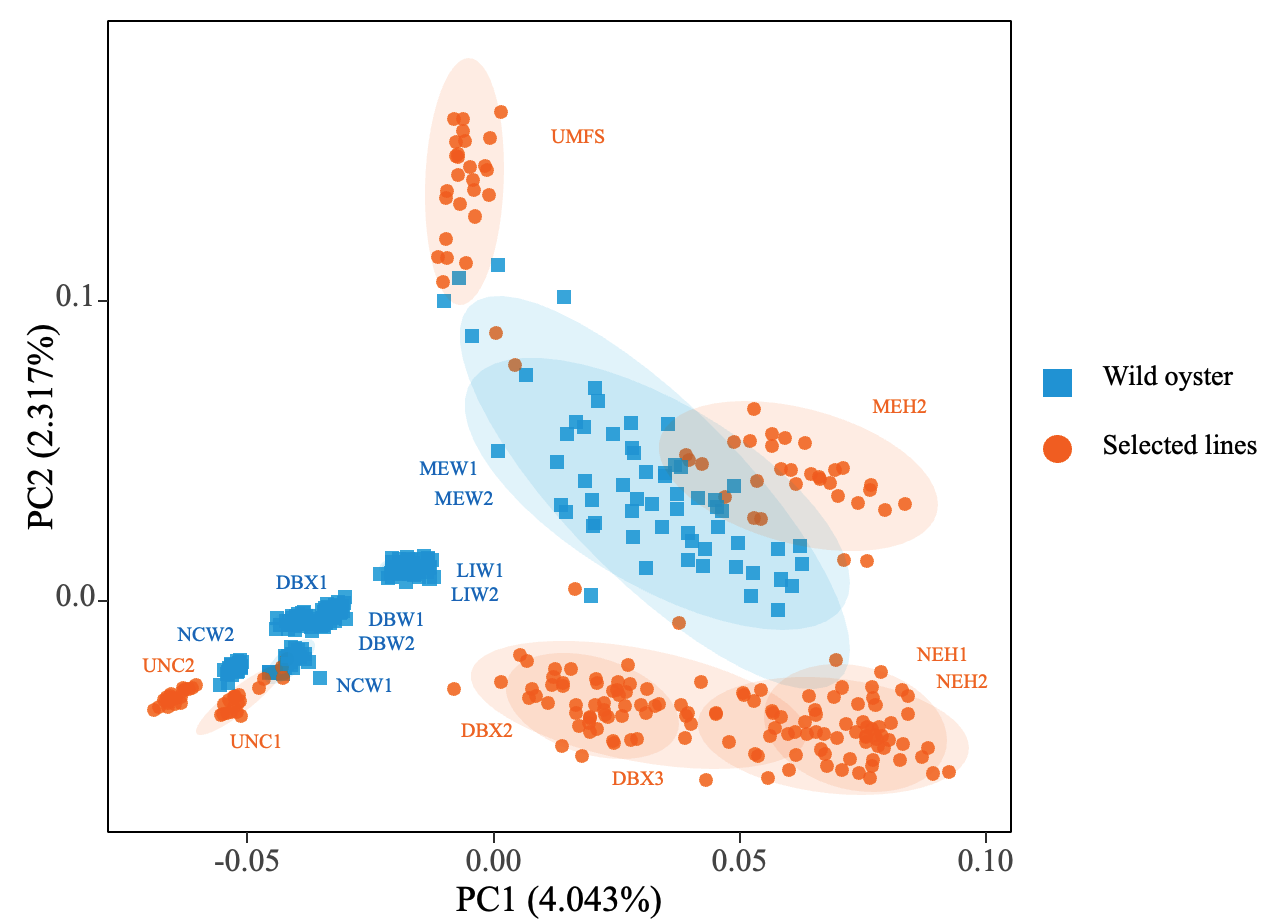 UMFS
0.1
MEH2
Wild oyster
Selected lines
PC2 (2.317%)
MEW1
MEW2
LIW1
LIW2
DBX1
0.0
DBW1
DBW2
NCW2
UNC2
NCW1
NEH1
NEH2
UNC1
DBX2
DBX3
-0.05
0.00
0.05
0.10
PC1 (4.043%)